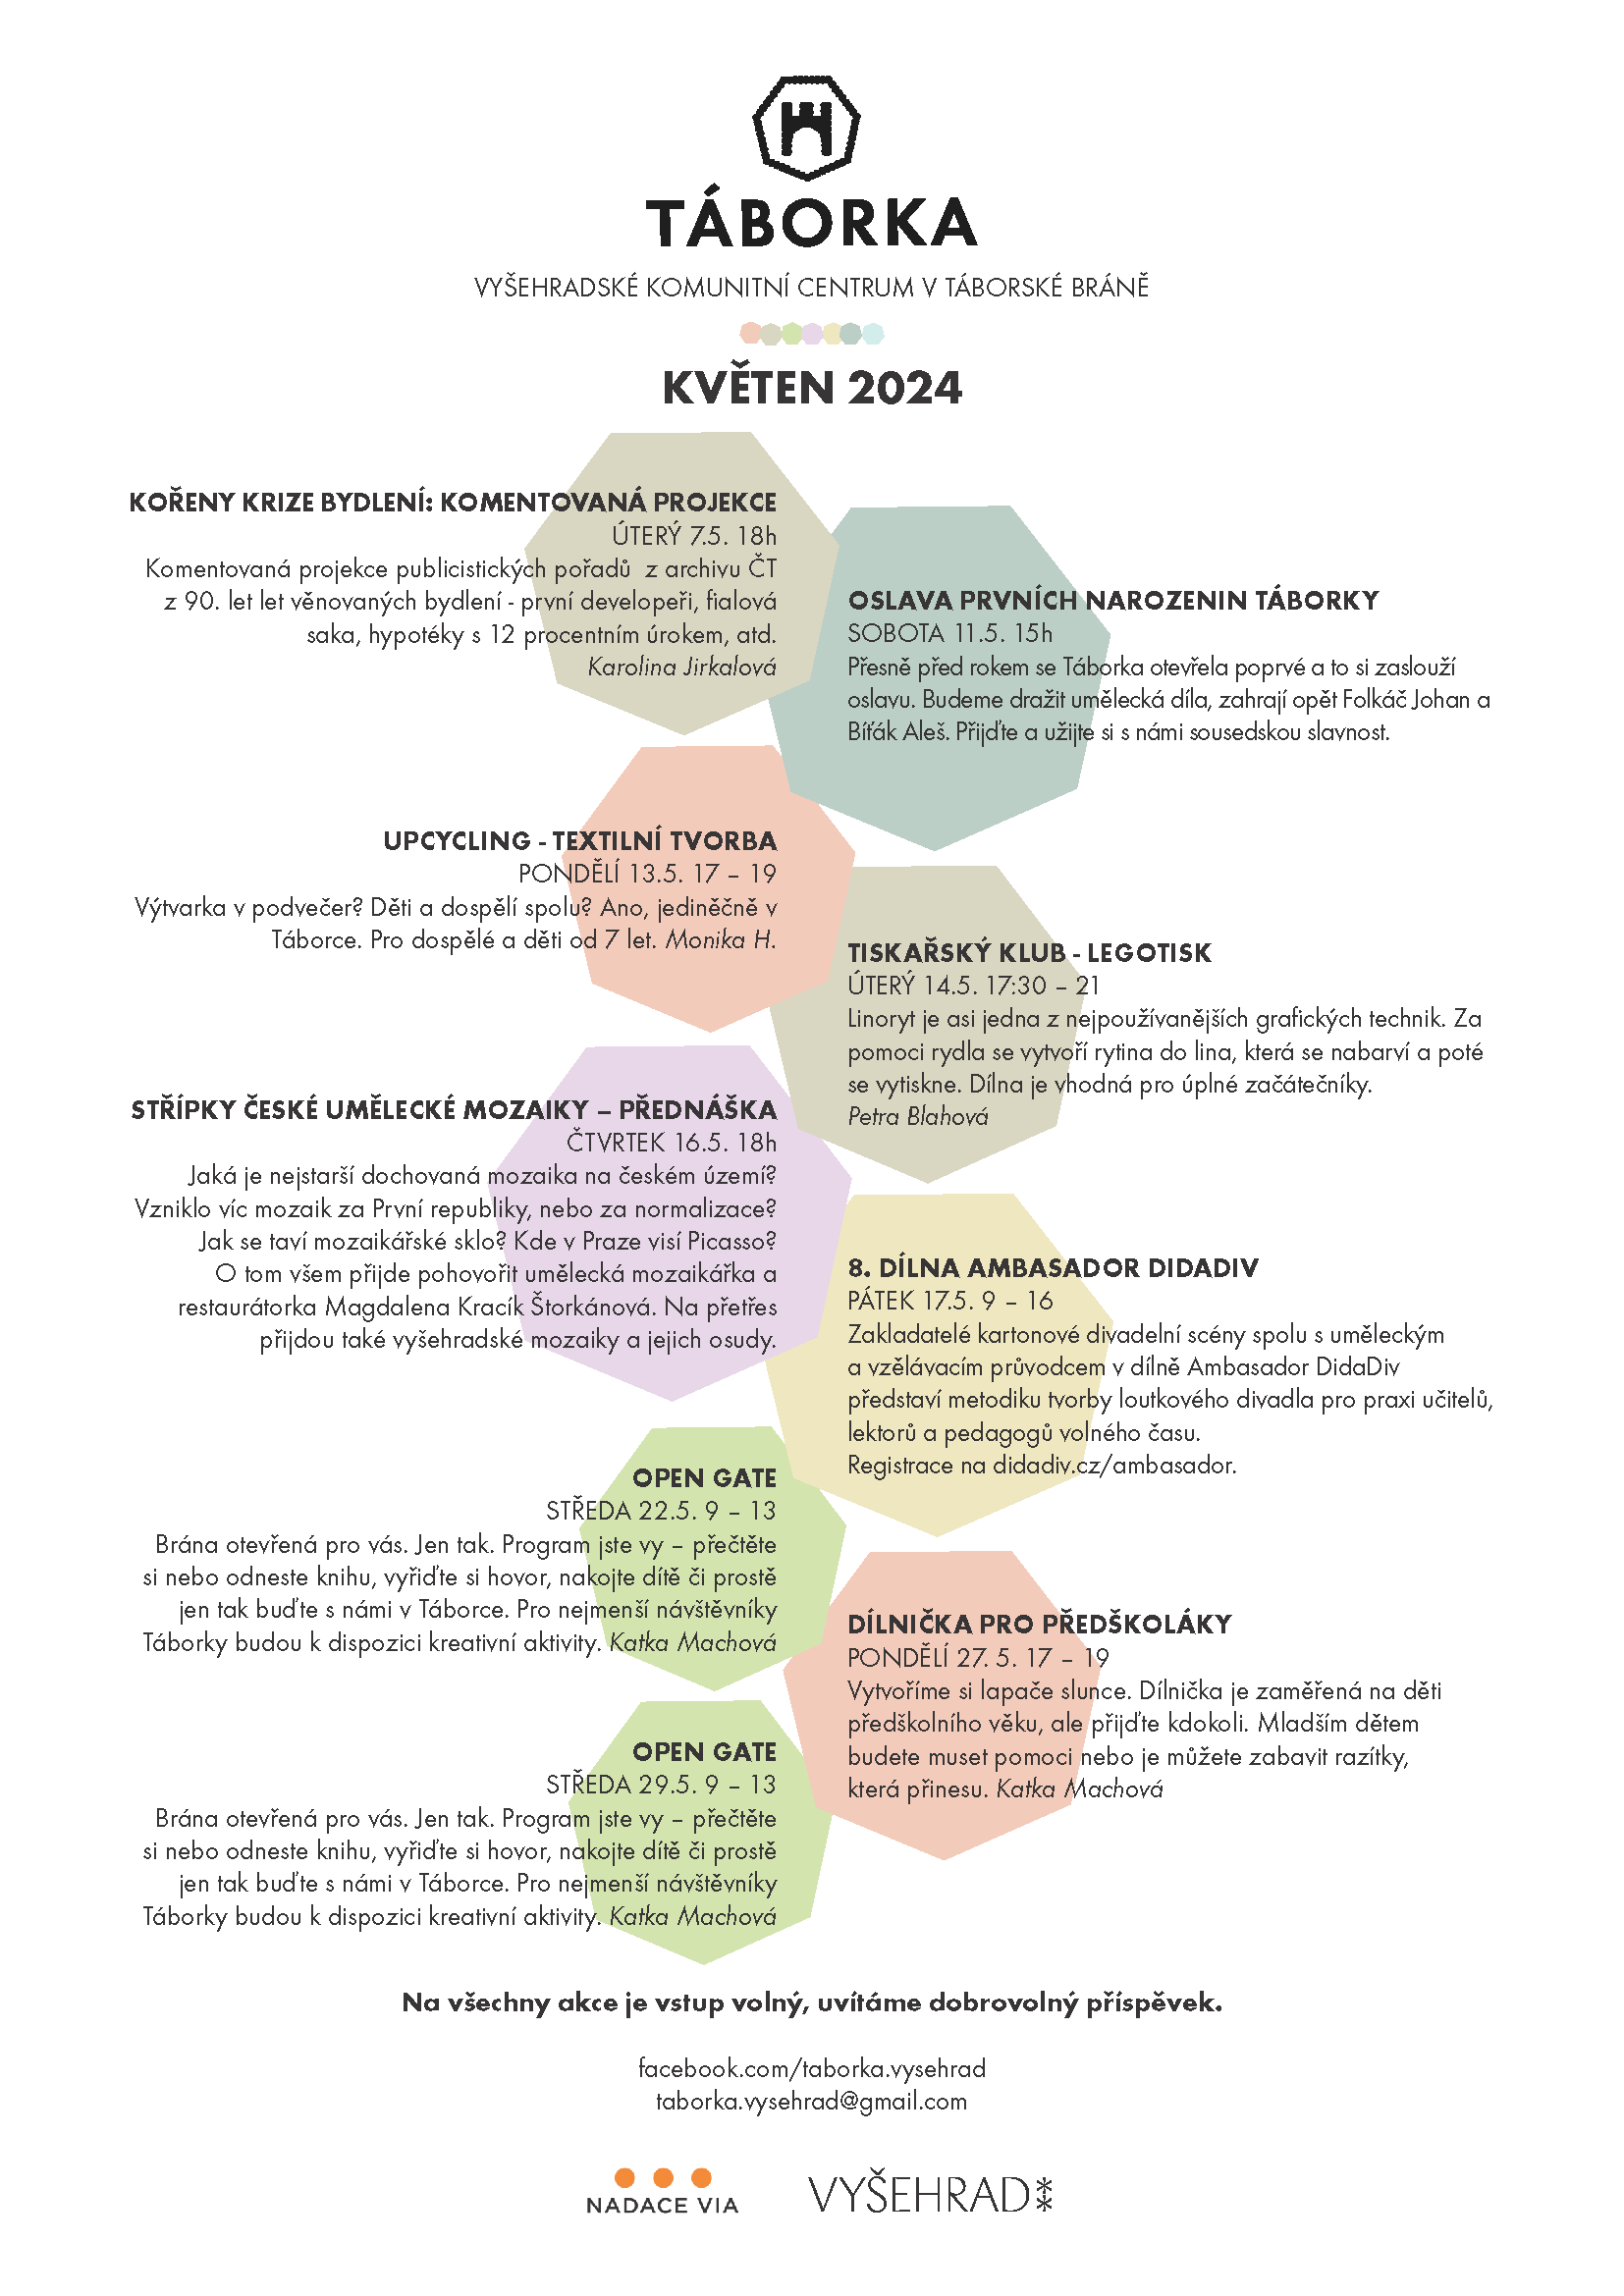 TÁBORKA
VYŠEHRADSKÉ KOMUNITNÍ CENTRUM V TÁBORSKÉ BRÁNĚ
KVĚTEN 2024
KOŘENY KRIZE BYDLENÍ: KOMENTOVANÁ PROJEKCE
ÚTERÝ 7.5. 18h
Komentovaná projekce publicistických pořadů z archivu ČT
z 90. let let věnovaných bydlení - první developeři, fialová
saka, hypotéky s 12 procentním úrokem, atd.
Karolina Jirkalová
OSLAVA PRVNÍCH NAROZENIN TÁBORKY
SOBOTA 11.5. 15h
Přesně před rokem se Táborka otevřela poprvé a to si zaslouží
oslavu. Budeme dražit umělecká díla, zahrají opět Folkáč Johan a
Bíťák Aleš. Přijďte a užijte si s námi sousedskou slavnost.
UPCYCLING - TEXTILNÍ TVORBA
PONDĚLÍ 13.5. 17 – 19
Výtvarka v podvečer? Děti a dospělí spolu? Ano, jediněčně v
Táborce. Pro dospělé a děti od 7 let. Monika H.
TISKAŘSKÝ KLUB - LEGOTISK
ÚTERÝ 14.5. 17:30 – 21
Linoryt je asi jedna z nejpoužívanějších grafických technik. Za
pomoci rydla se vytvoří rytina do lina, která se nabarví a poté
se vytiskne. Dílna je vhodná pro úplné začátečníky.
Petra Blahová
STŘÍPKY ČESKÉ UMĚLECKÉ MOZAIKY – PŘEDNÁŠKA
ČTVRTEK 16.5. 18h
Jaká je nejstarší dochovaná mozaika na českém území?
Vzniklo víc mozaik za První republiky, nebo za normalizace?
Jak se taví mozaikářské sklo? Kde v Praze visí Picasso?
O tom všem přijde pohovořit umělecká mozaikářka a
restaurátorka Magdalena Kracík Štorkánová. Na přetřes
přijdou také vyšehradské mozaiky a jejich osudy.
8. DÍLNA AMBASADOR DIDADIV
PÁTEK 17.5. 9 – 16
Zakladatelé kartonové divadelní scény spolu s uměleckým
a vzělávacím průvodcem v dílně Ambasador DidaDiv
představí metodiku tvorby loutkového divadla pro praxi učitelů,
lektorů a pedagogů volného času.
Registrace na didadiv.cz/ambasador.
OPEN GATE
STŘEDA 22.5. 9 – 13
Brána otevřená pro vás. Jen tak. Program jste vy – přečtěte
si nebo odneste knihu, vyřiďte si hovor, nakojte dítě či prostě
jen tak buďte s námi v Táborce. Pro nejmenší návštěvníky
Táborky budou k dispozici kreativní aktivity. Katka Machová
DÍLNIČKA PRO PŘEDŠKOLÁKY
PONDĚLÍ 27. 5. 17 – 19
Vytvoříme si lapače slunce. Dílnička je zaměřená na děti
předškolního věku, ale přijďte kdokoli. Mladším dětem
budete muset pomoci nebo je můžete zabavit razítky,
která přinesu. Katka Machová
OPEN GATE
STŘEDA 29.5. 9 – 13
Brána otevřená pro vás. Jen tak. Program jste vy – přečtěte
si nebo odneste knihu, vyřiďte si hovor, nakojte dítě či prostě
jen tak buďte s námi v Táborce. Pro nejmenší návštěvníky
Táborky budou k dispozici kreativní aktivity. Katka Machová
Na všechny akce je vstup volný, uvítáme dobrovolný příspěvek.
facebook.com/taborka.vysehrad
taborka.vysehrad@gmail.com
NADACE VIA
VYŠEHRAD